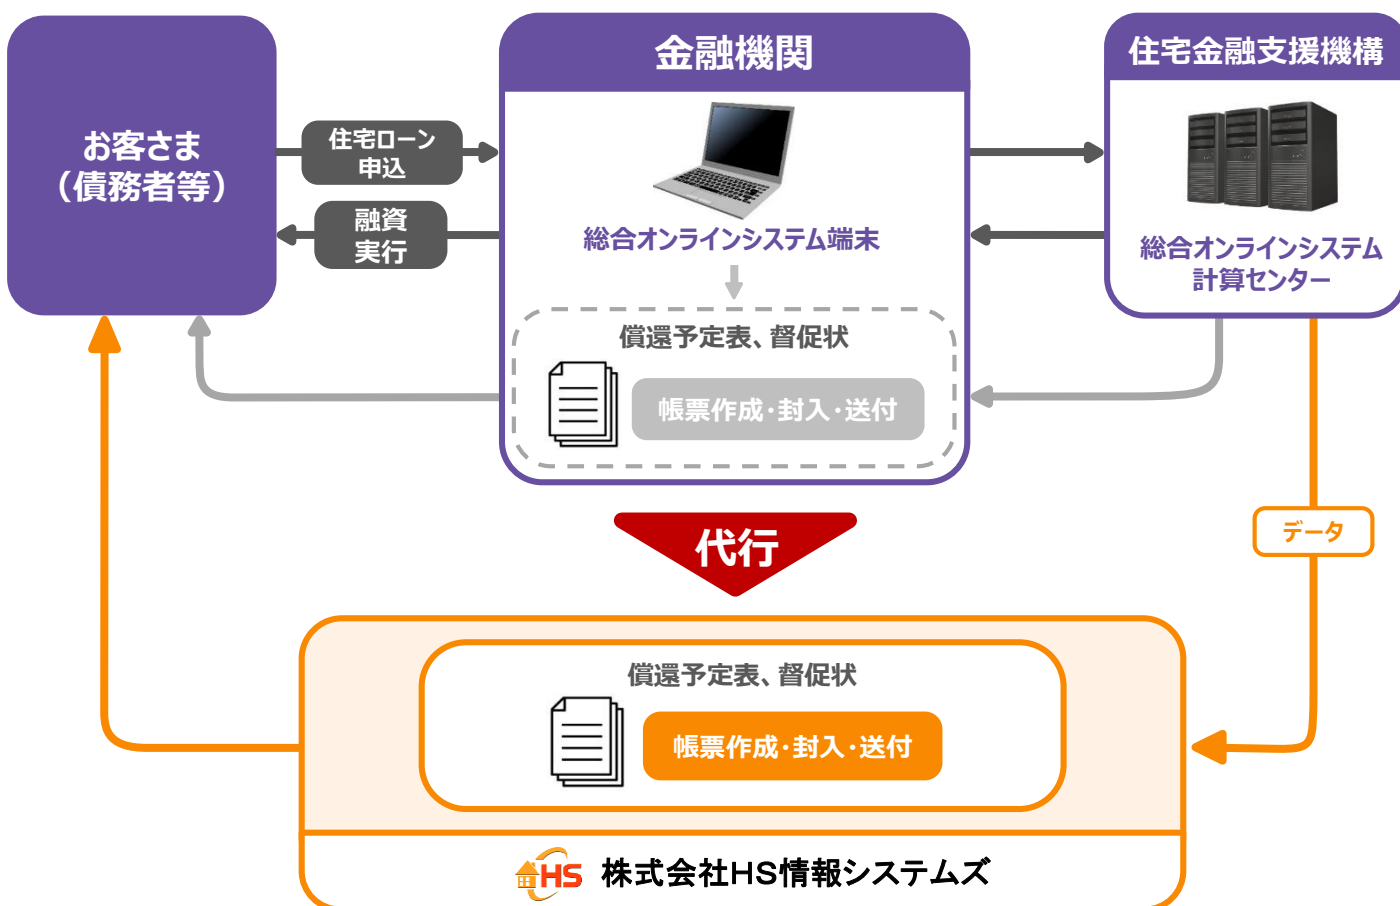 金融機関
住宅金融支援機構
お客さま
（債務者等）
住宅ローン
申込
融資
実行
総合オンラインシステム端末
総合オンラインシステム
計算センター
償還予定表、督促状
帳票作成・封入・送付
代行
データ
償還予定表、督促状
帳票作成・封入・送付
HS 株式会社HS情報システムズ